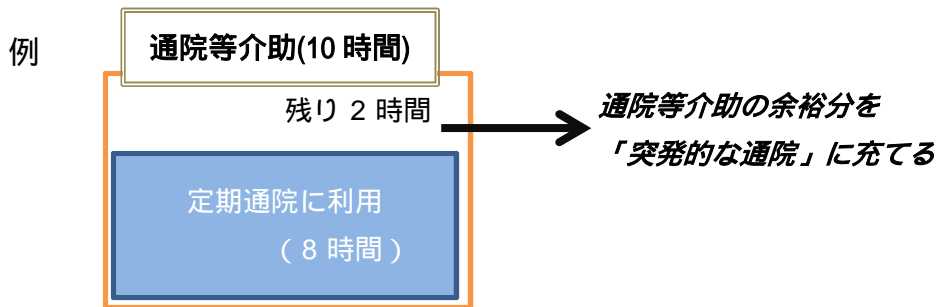 例
通院等介助(10 時間)
残り 2 時間
通院等介助の余裕分を
「突発的な通院」に充てる
定期通院に利用
(8 時間)